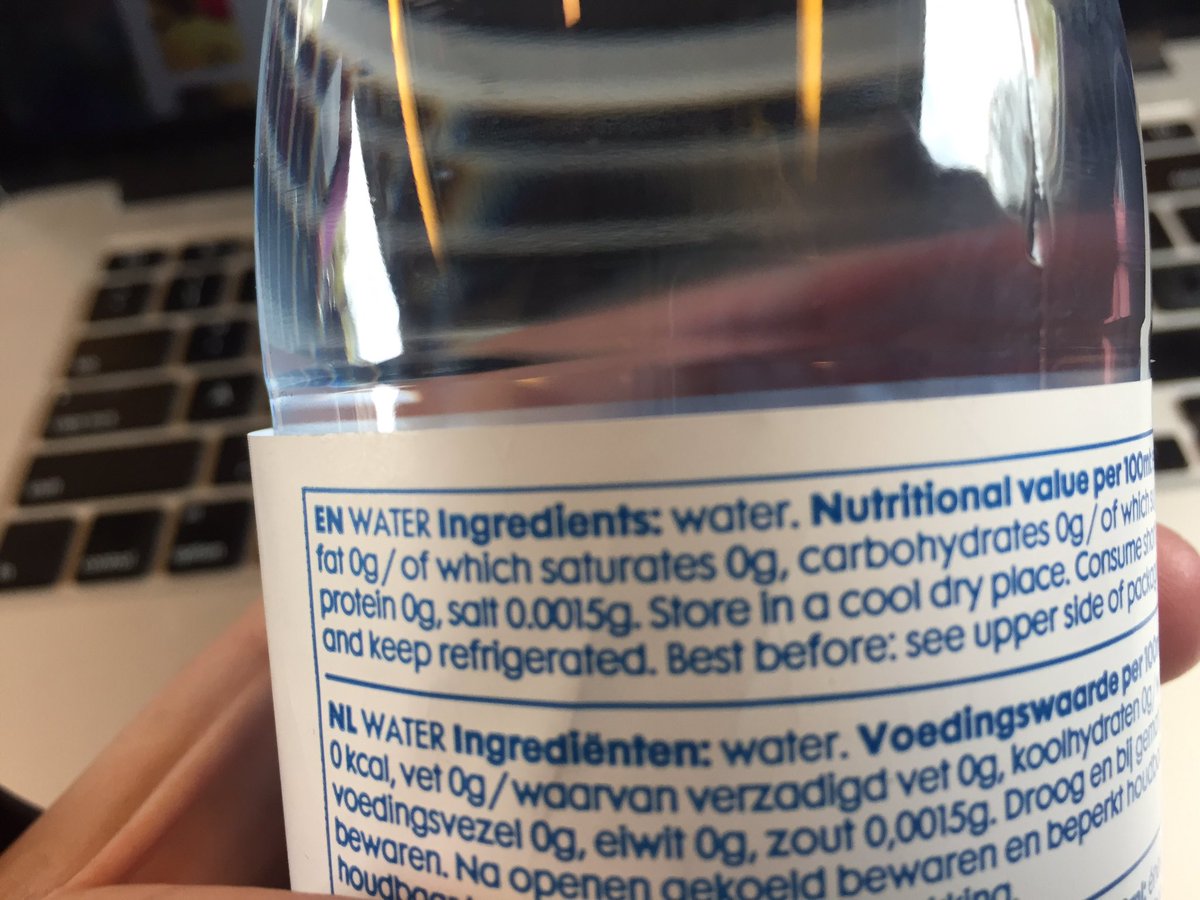 EN WATER Ingredients: water. Nutritional value per 100ml:
fat 0g/of which saturates 0g, carbohydrates 0g/of which
protein 0g, salt 0.0015g. Store in a cool dry place. Consume
and keep refrigerated. Best before: see upper side of
NL WATER Ingrediënten: water. Voedingswaarde per
0 kcal, vet 0g/waarvan verzadigd vet 0g, koolhydraten 0g,
voedingsvezel 0g, eiwit 0g, zout 0,0015g. Droog en bij
bewaren. Na openen gekoeld bewaren en beperkt